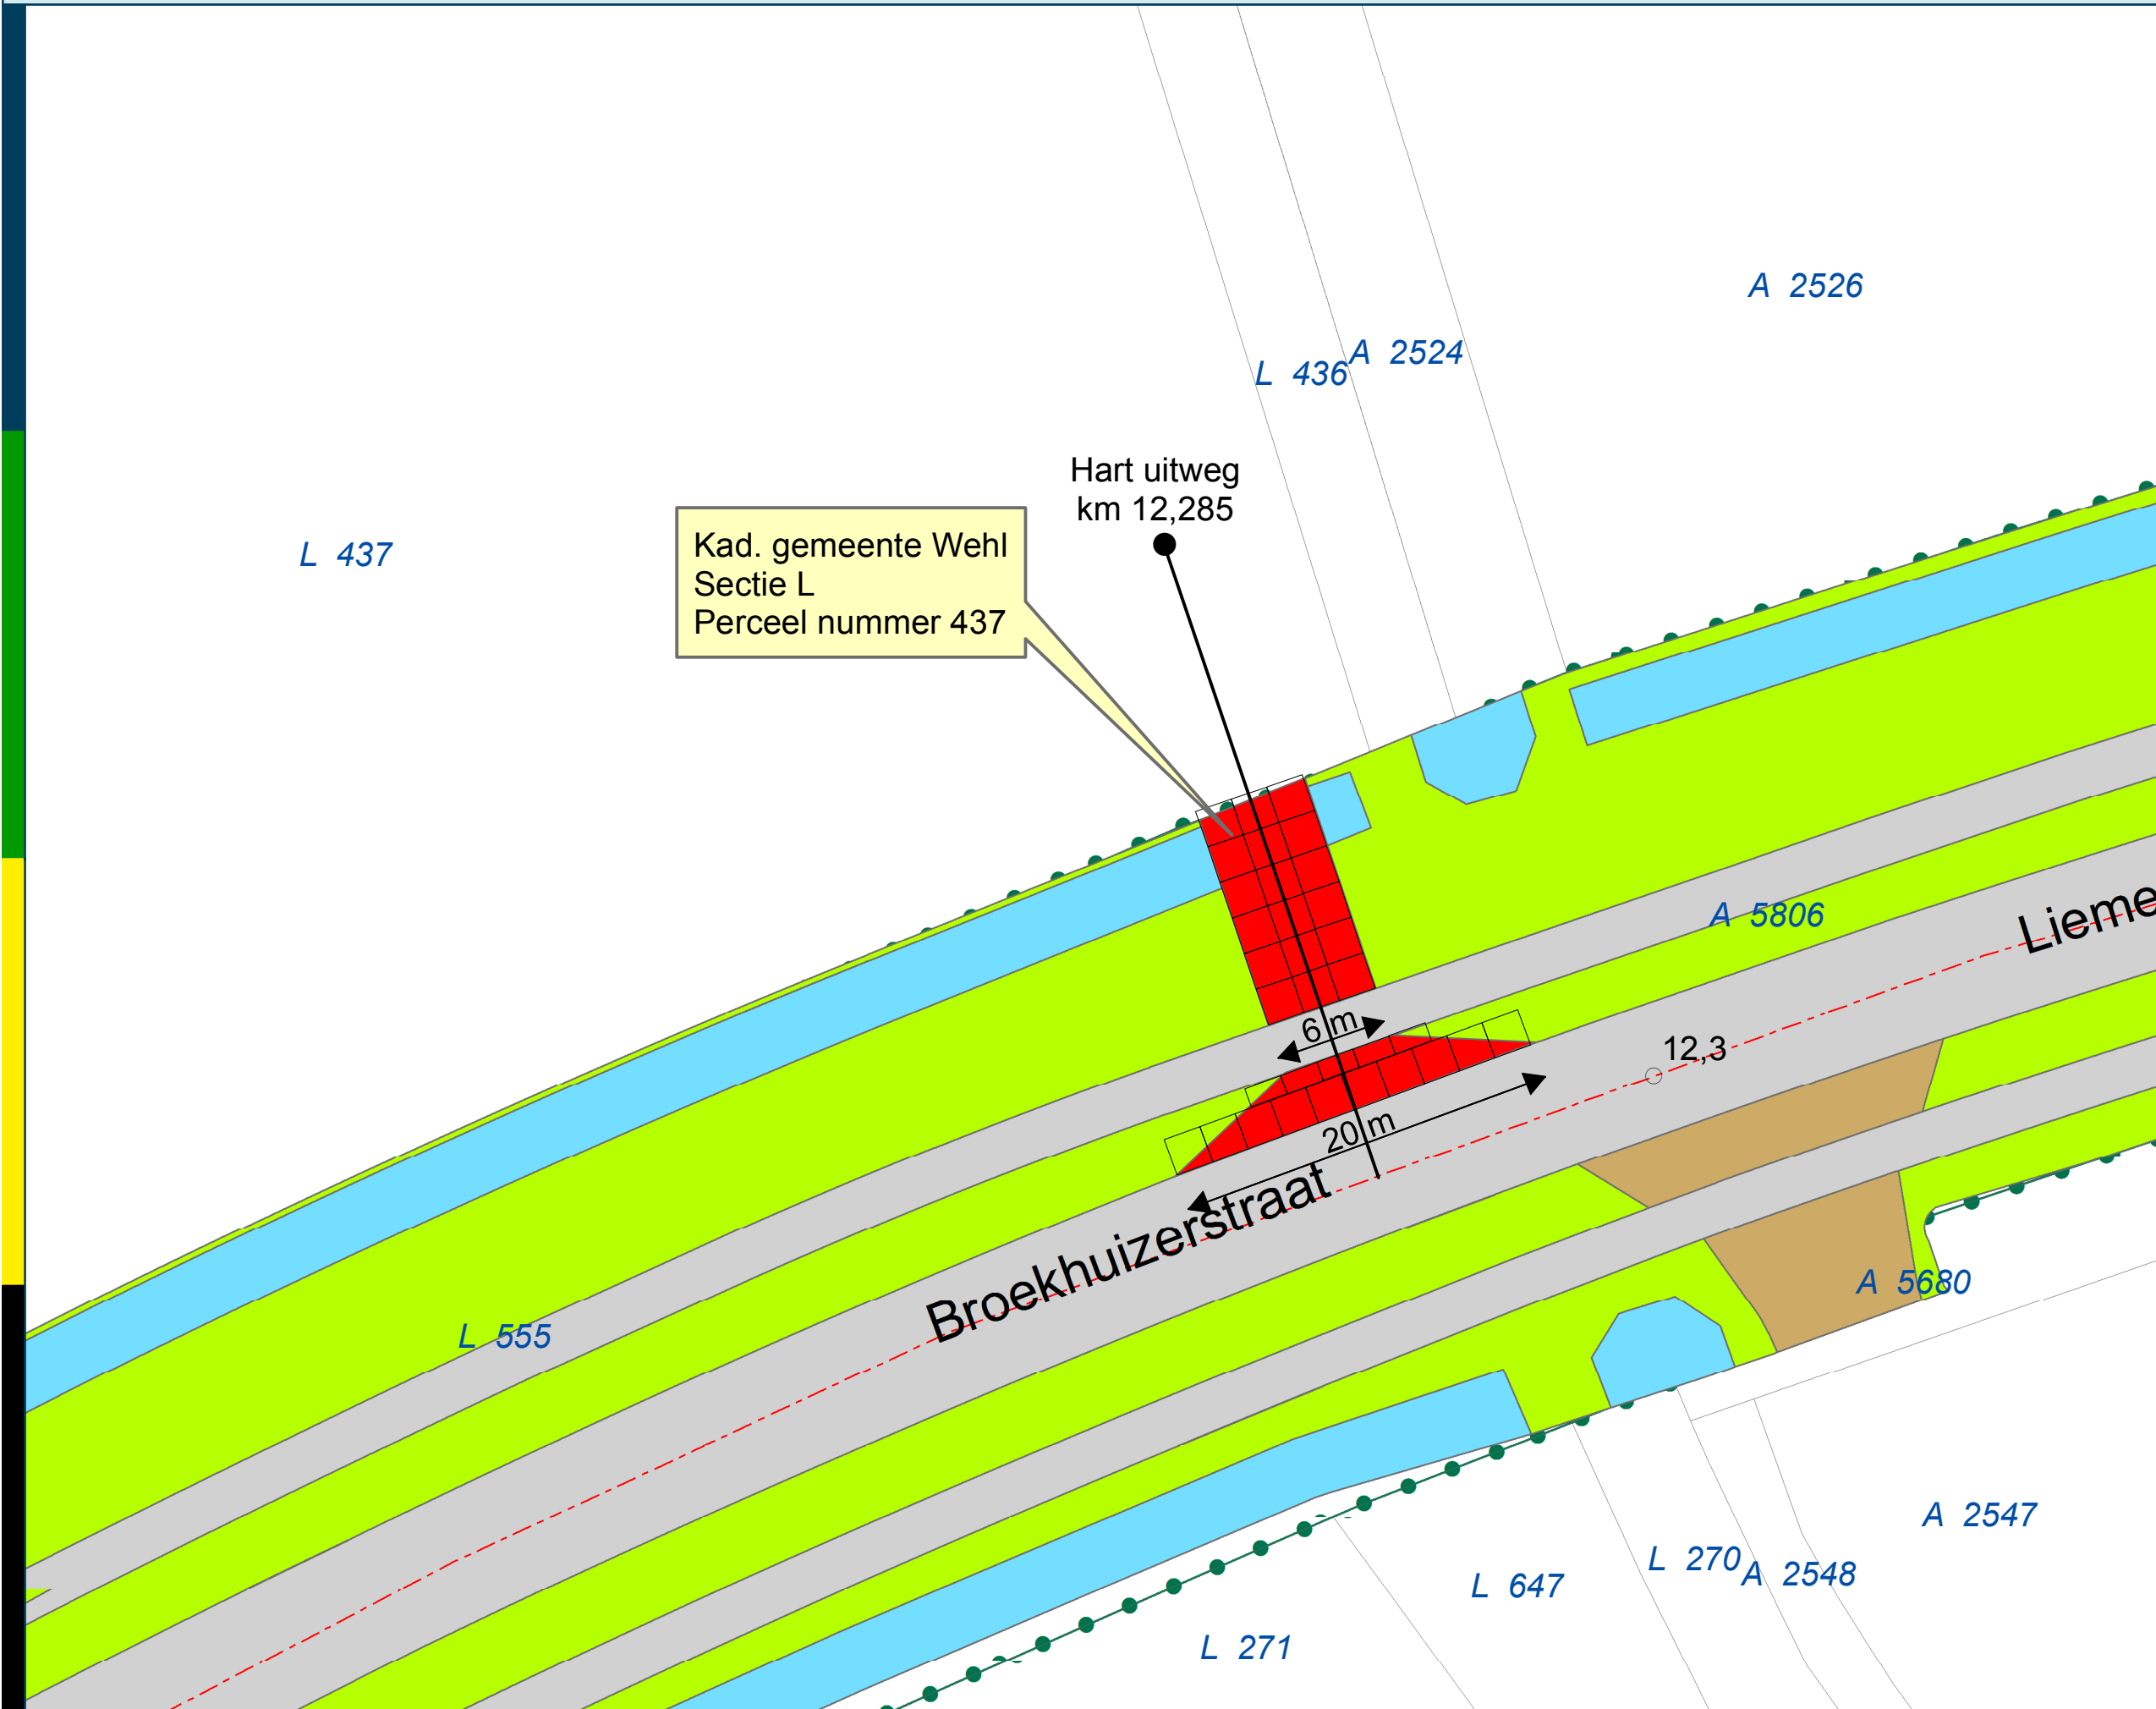 A 2526
A 2524
L 436
Hart uitweg
km 12,285
Kad. gemeente Wehl
Sectie L
Perceel nummer 437
L 437
A 5806
Lieme
6 m
12,3
20 m
Broekhuizerstraat
A 5680
L 555
A 2547
L 270
A 2548
L 647
L 271